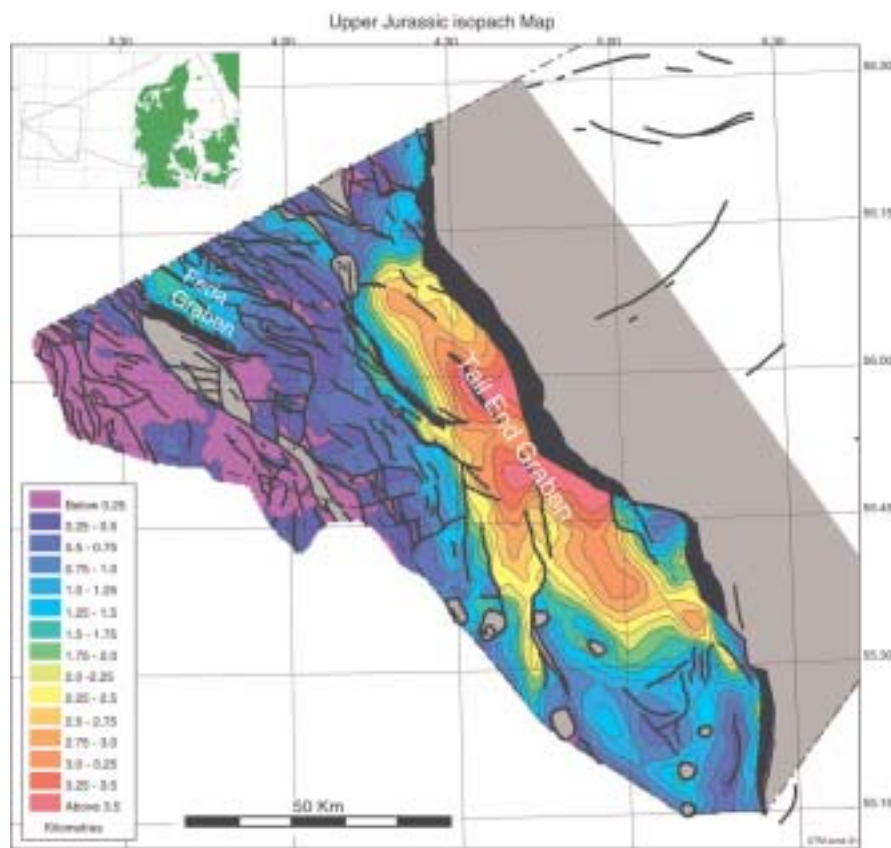 Upper Jurassic isopach Map
Feda
Graben
Tail End Graben
Below 0.25
0.25 - 0.5
0.5 - 0.75
0.75 - 1.0
1.0 - 1.25
1.25 - 1.5
1.5 - 1.75
1.75 - 2.0
2.0 - 2.25
2.25 - 2.5
2.5 - 2.75
2.75 - 3.0
3.0 - 3.25
3.25 - 3.5
Above 3.5
Kilometres
50 Km